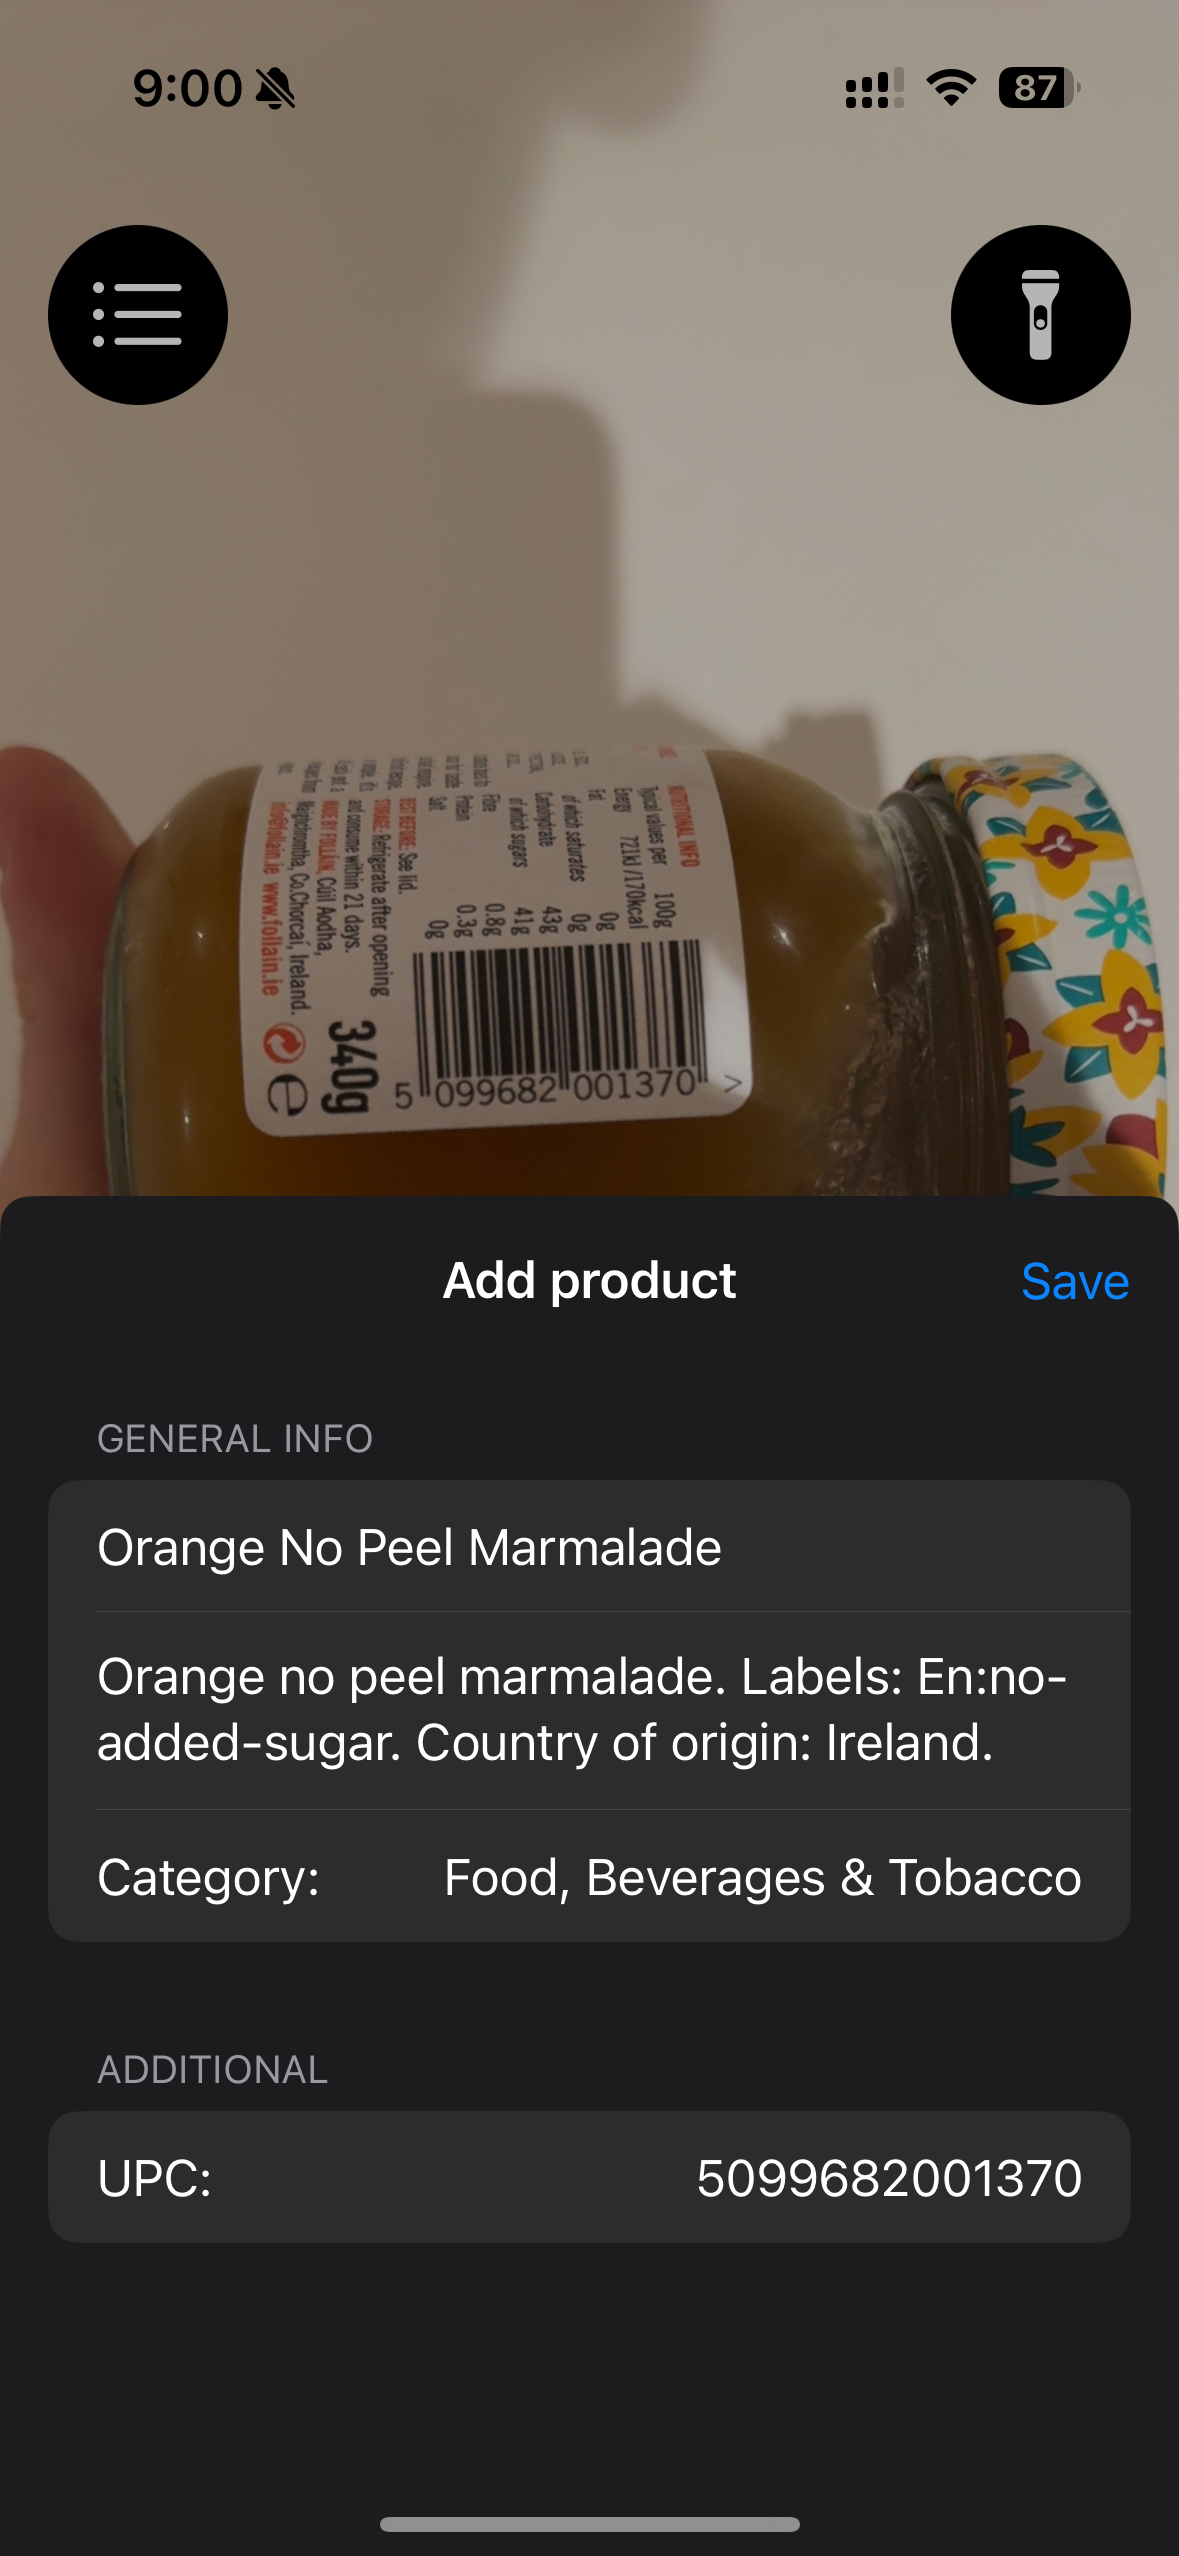 9:00
87
NUTRITIONAL INFO
Typical values per 100g
Energy 721kJ/170kcal
Fat 0g
of which saturates 0g
Carbohydrate 43g
of which sugars 41g
Fibre 0.8g
Protein 0.3g
Salt 0g
BEST BEFORE: See lid.
STORAGE: Refrigerate after opening
and consume within 21 days.
MADE BY FOLLÁIN, Cúil Aodha,
Maighchromtha, Co.Chorcaí, Ireland.
info@follain.ie www.follain.ie
340g
e
5 099682 001370 >
Add product
Save
GENERAL INFO
Orange No Peel Marmalade
Orange no peel marmalade. Labels: En:no-
added-sugar. Country of origin: Ireland.
Category: Food, Beverages & Tobacco
ADDITIONAL
UPC: 5099682001370